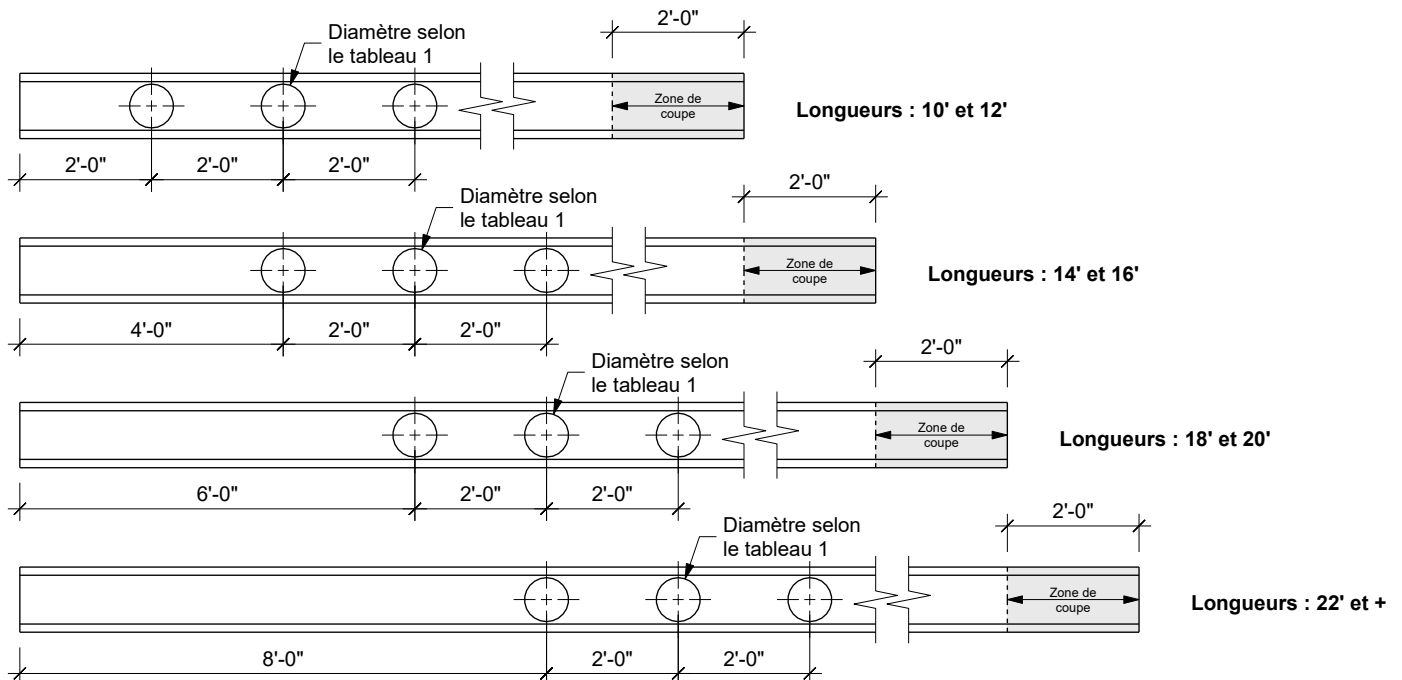 2'-0"
Diamètre selon
le tableau 1
Zone de
coupe
Longueurs : 10' et 12'
2'-0"
2'-0"
2'-0"
2'-0"
Diamètre selon
le tableau 1
Zone de
coupe
Longueurs : 14' et 16'
4'-0"
2'-0"
2'-0"
2'-0"
Diamètre selon
le tableau 1
Zone de
coupe
Longueurs : 18' et 20'
6'-0"
2'-0"
2'-0"
2'-0"
Diamètre selon
le tableau 1
Zone de
coupe
Longueurs : 22' et +
8'-0"
2'-0"
2'-0"